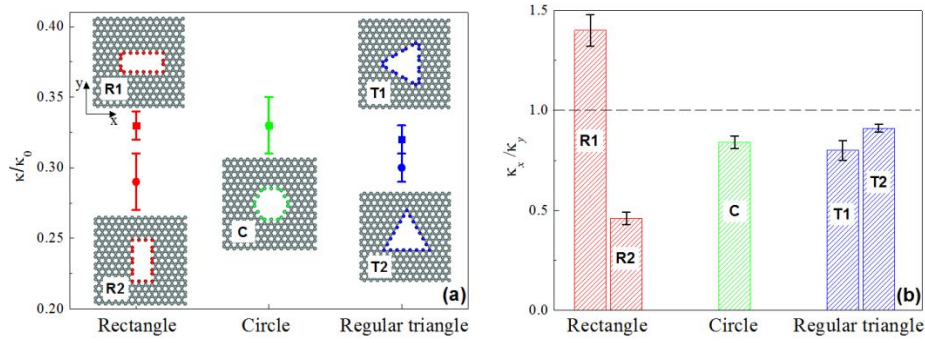 κ/κ0
0.40
0.35
0.30
0.25
0.20
R1
y
x
R2
C
T1
T2
(a)
Rectangle
Circle
Regular triangle
κx/κy
1.5
1.0
0.5
0.0
R1
R2
C
T1
T2
(b)
Rectangle
Circle
Regular triangle